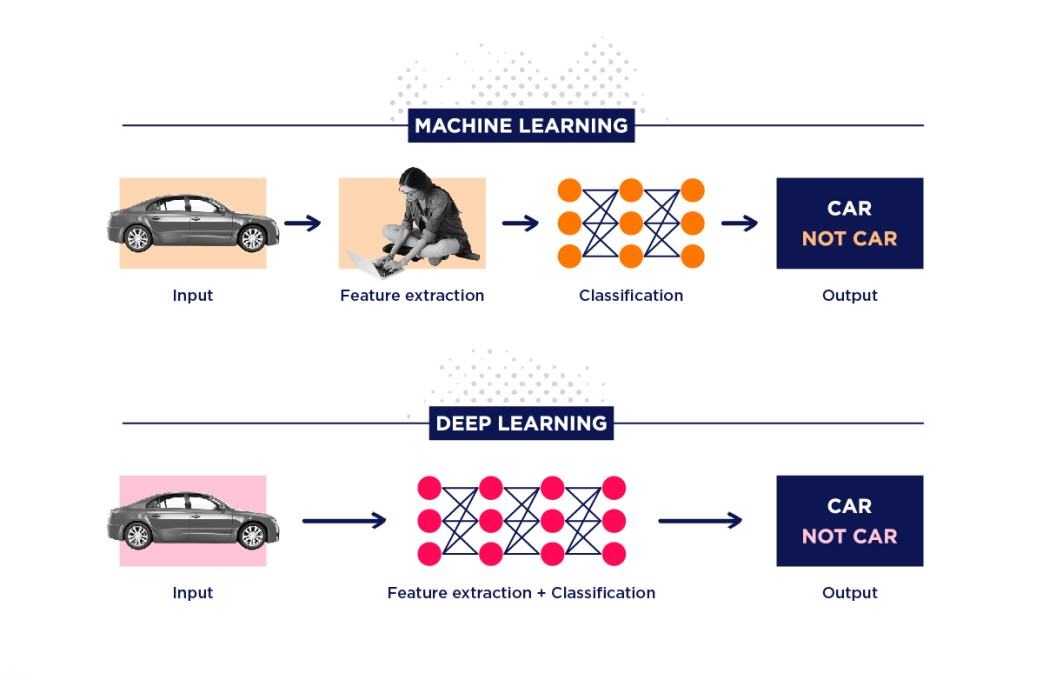 MACHINE LEARNING
CAR
NOT CAR
Input
Feature extraction
Classification
Output
DEEP LEARNING
CAR
NOT CAR
Input
Feature extraction + Classification
Output